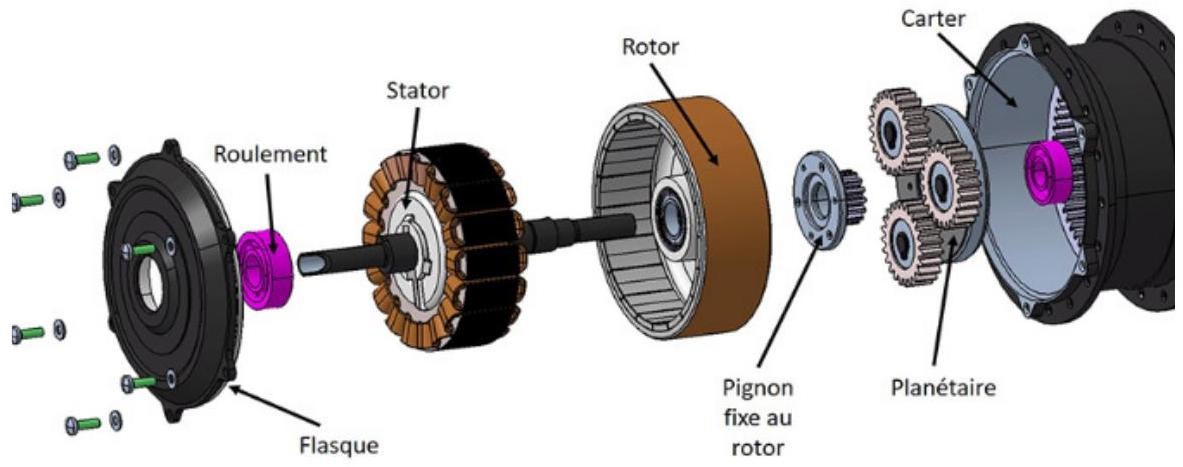 Carter
Rotor
Stator
Roulement
Pignon
fixe au
rotor
Planétaire
Flasque